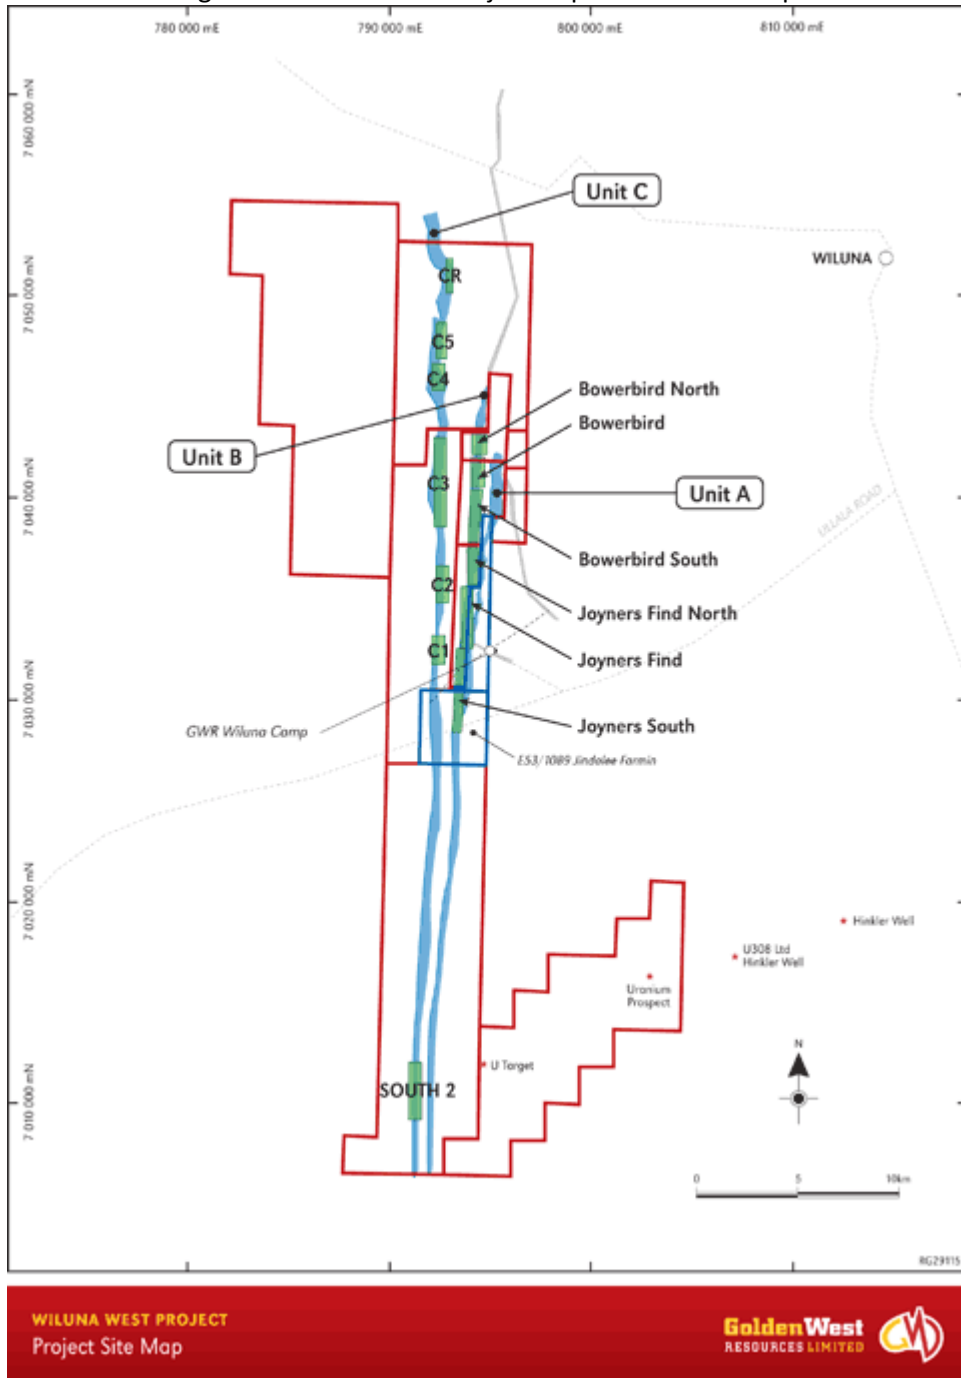 780 000 mE
790 000 mE
800 000 mE
810 000 mE
7 060 000 mN
Unit C
WILUNA
CR
7 050 000 mN
C5
C4
Bowerbird North
Bowerbird
Unit B
C3
Unit A
7 040 000 mN
ULLALA ROAD
Bowerbird South
C2
Joyners Find North
C1
Joyners Find
7 030 000 mN
Joyners South
GWR Wiluna Camp
E53/1089 Jindalee Farmin
7 020 000 mN
Hinkler Well
U308 Ltd
Hinkler Well
Uranium
Prospect
N
U Target
SOUTH 2
7 010 000 mN
0
5
10km
RG29115
WILUNA WEST PROJECT
Project Site Map
GoldenWest
RESOURCES LIMITED